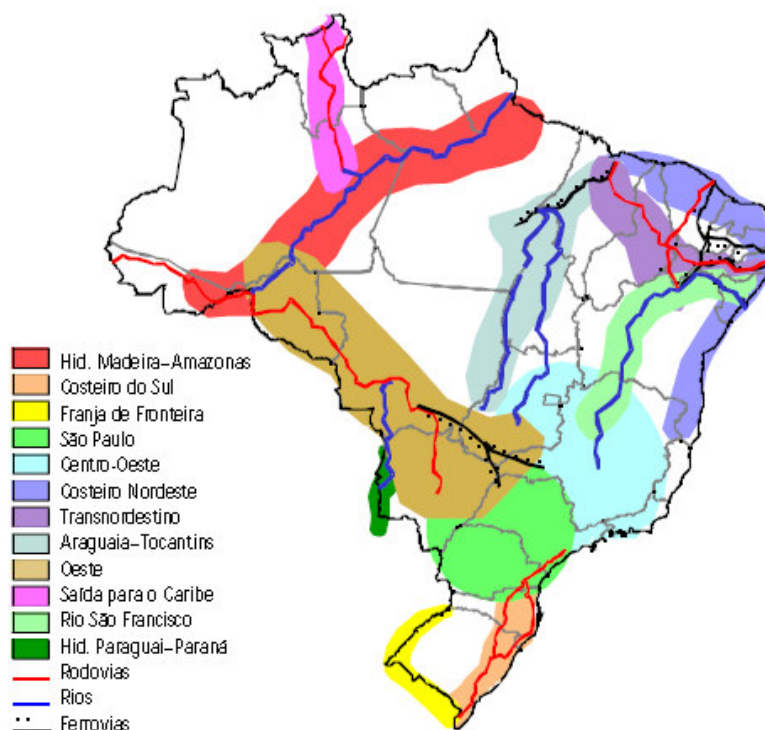 Hid. Madeira-Amazonas
Costeiro do Sul
Franja de Fronteira
São Paulo
Centro-Oeste
Costeiro Nordeste
Transnordestino
Araguaia-Tocantins
Oeste
Saída para o Caribe
Rio São Francisco
Hid. Paraguai-Paraná
Rodovias
Rios
Ferrovias